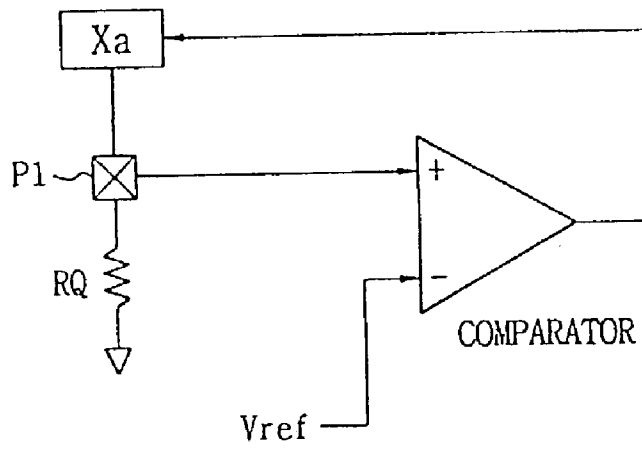 Xa
P1
+
RQ
−
COMPARATOR
Vref